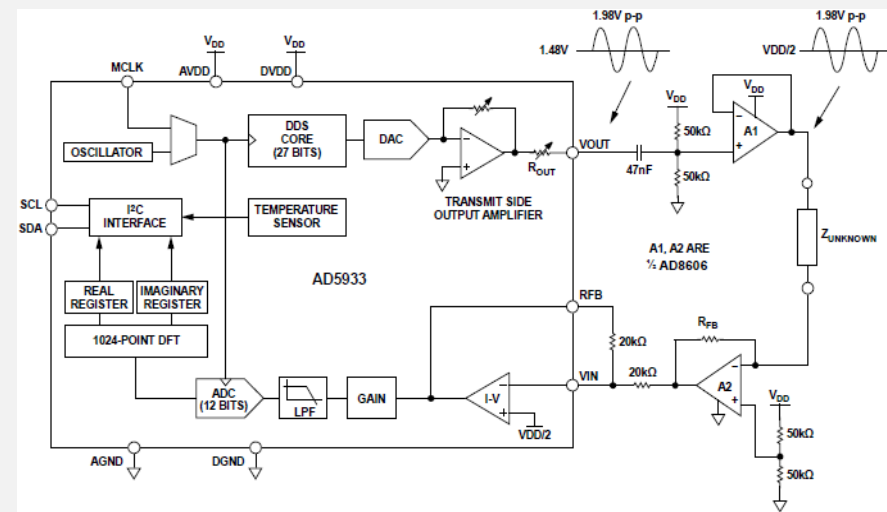 1.98V p-p
1.98V p-p
1.48V
VDD/2
VDD
VDD
MCLK
AVDD
DVDD
VDD
VDD
50kΩ
A1
OSCILLATOR
DDS
CORE
(27 BITS)
DAC
ROUT
VOUT
47nF
50kΩ
TRANSMIT SIDE
OUTPUT AMPLIFIER
SCL
SDA
I2C
INTERFACE
TEMPERATURE
SENSOR
ZUNKNOWN
A1, A2 ARE
½ AD8606
REAL
REGISTER
IMAGINARY
REGISTER
AD5933
RFB
1024-POINT DFT
20kΩ
RFB
VIN
20kΩ
A2
ADC
(12 BITS)
LPF
GAIN
I-V
VDD/2
VDD
50kΩ
50kΩ
AGND
DGND